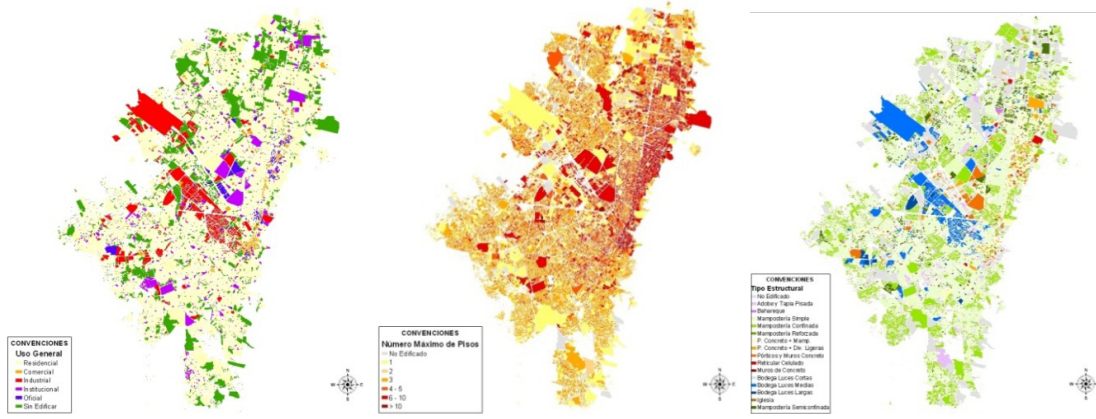 CONVENCIONES
Uso General
Residencial
Comercial
Industrial
Institucional
Oficial
Sin Edificar
N
W E
S
CONVENCIONES
Número Máximo de Pisos
No Edificado
1
2
3
4 - 5
6 - 10
> 10
N
W E
S
CONVENCIONES
Tipo Estructural
No Edificado
Adobe y Tapia Pisada
Bahareque
Mampostería Simple
Mampostería Confinada
Mampostería Reforzada
P. Concreto + Mamp.
P. Concreto + Div. Ligeras
Pórticos y Muros Concreto
Reticular Celulado
Muros de Concreto
Bodega Luces Cortas
Bodega Luces Medias
Bodega Luces Largas
Iglesia
Mampostería Semiconfinada
N
W E
S